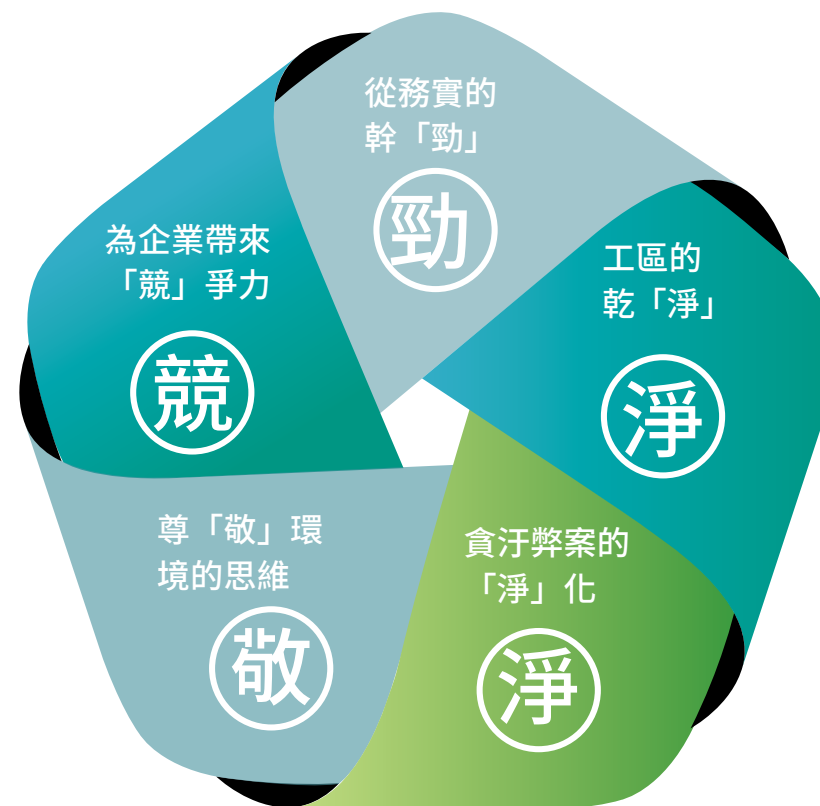 從務實的
幹「勁」
勁
工區的
乾「淨」
淨
貪汙弊案的
「淨」化
淨
尊「敬」環
境的思維
敬
為企業帶來
「競」爭力
競